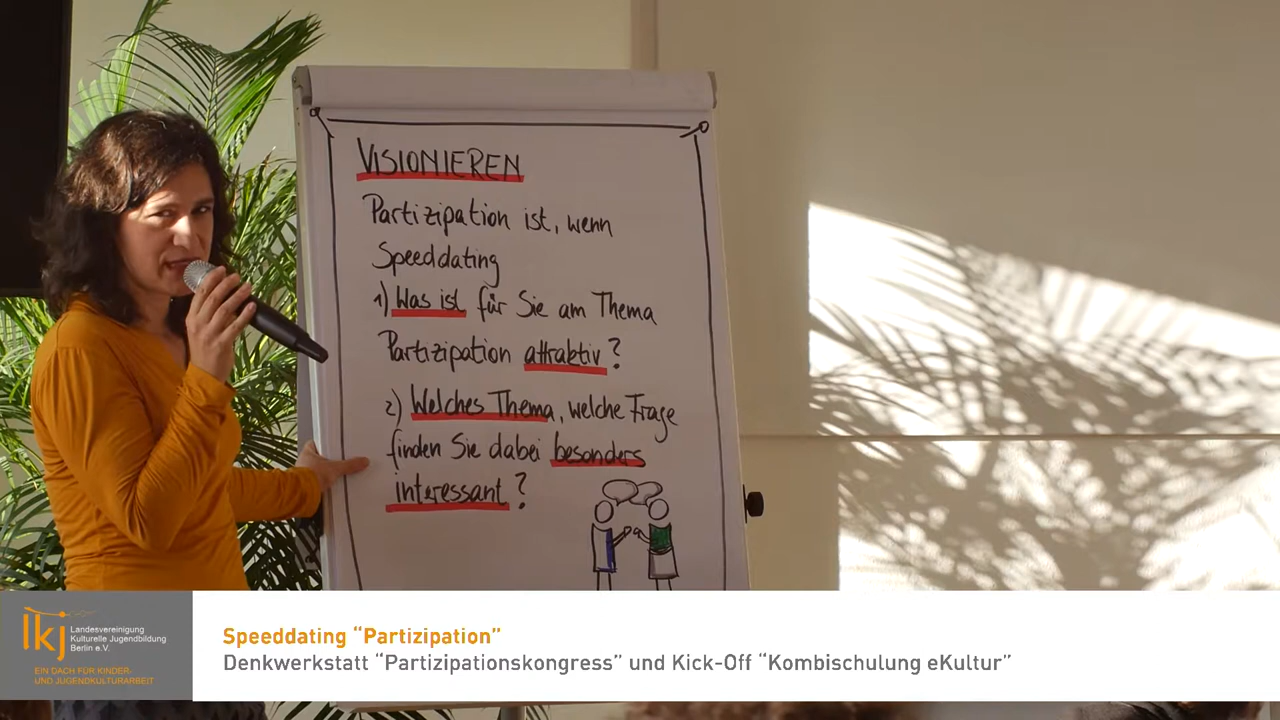 VISIONIEREN
Partizipation ist, wenn
Speeddating
1) Was ist für Sie am Thema
Partizipation attraktiv?
2) Welches Thema, welche Frage
finden Sie dabei besonders
interessant?
lkj
Landesvereinigung
Kulturelle Jugendbildung
Berlin e.V.
EIN DACH FÜR KINDER-
UND JUGENDKULTURARBEIT
Speeddating “Partizipation”
Denkwerkstatt “Partizipationskongress” und Kick-Off “Kombischulung eKultur”